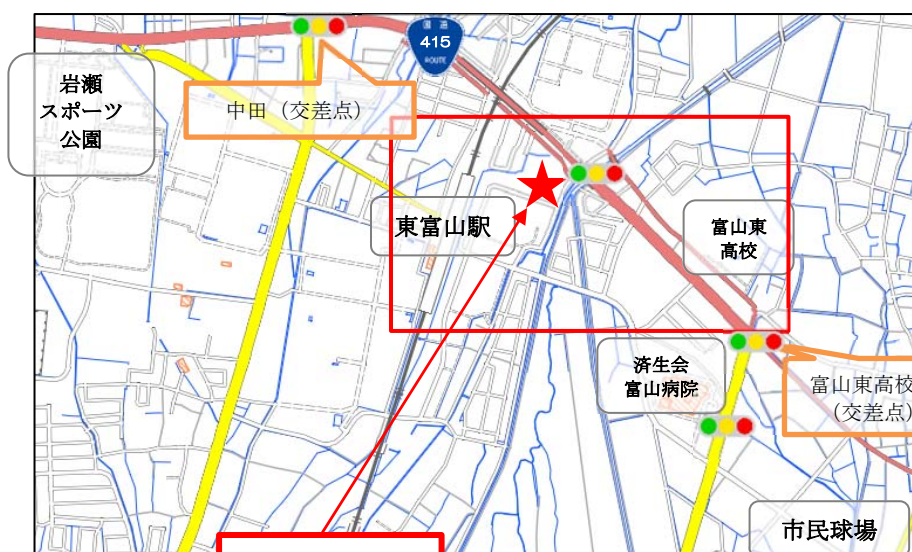 国道
415
ROUTE
岩瀬
スポーツ
公園
中田（交差点）
東富山駅
富山東
高校
済生会
富山病院
富山東高校
（交差点）
市民球場